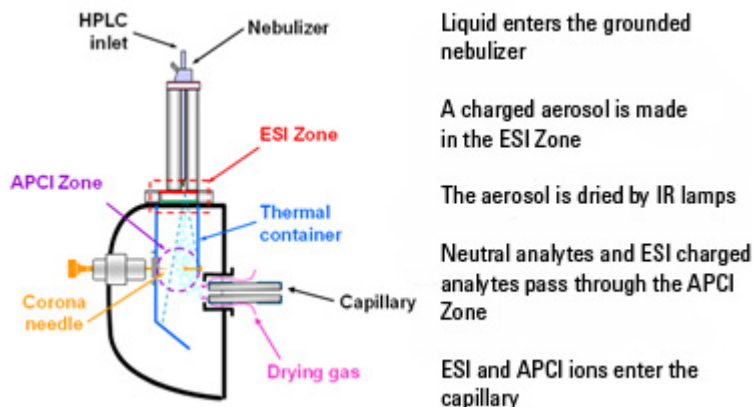 HPLC
inlet
Nebulizer
ESI Zone
APCI Zone
Thermal
container
Corona
needle
Capillary
Drying gas
Liquid enters the grounded
nebulizer
A charged aerosol is made
in the ESI Zone
The aerosol is dried by IR lamps
Neutral analytes and ESI charged
analytes pass through the APCI
Zone
ESI and APCI ions enter the
capillary